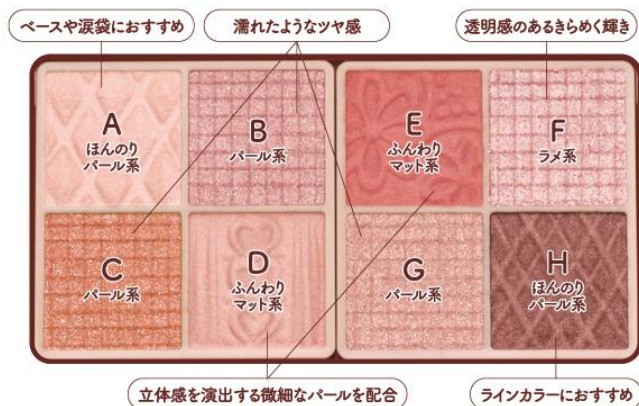 ベースや涙袋におすすめ
濡れたようなツヤ感
透明感のあるきらめく輝き
A
ほんのり
パール系
B
パール系
E
ふんわり
マット系
F
ラメ系
C
パール系
D
ふんわり
マット系
G
パール系
H
ほんのり
パール系
立体感を演出する微細なパールを配合
ラインカラーにおすすめ